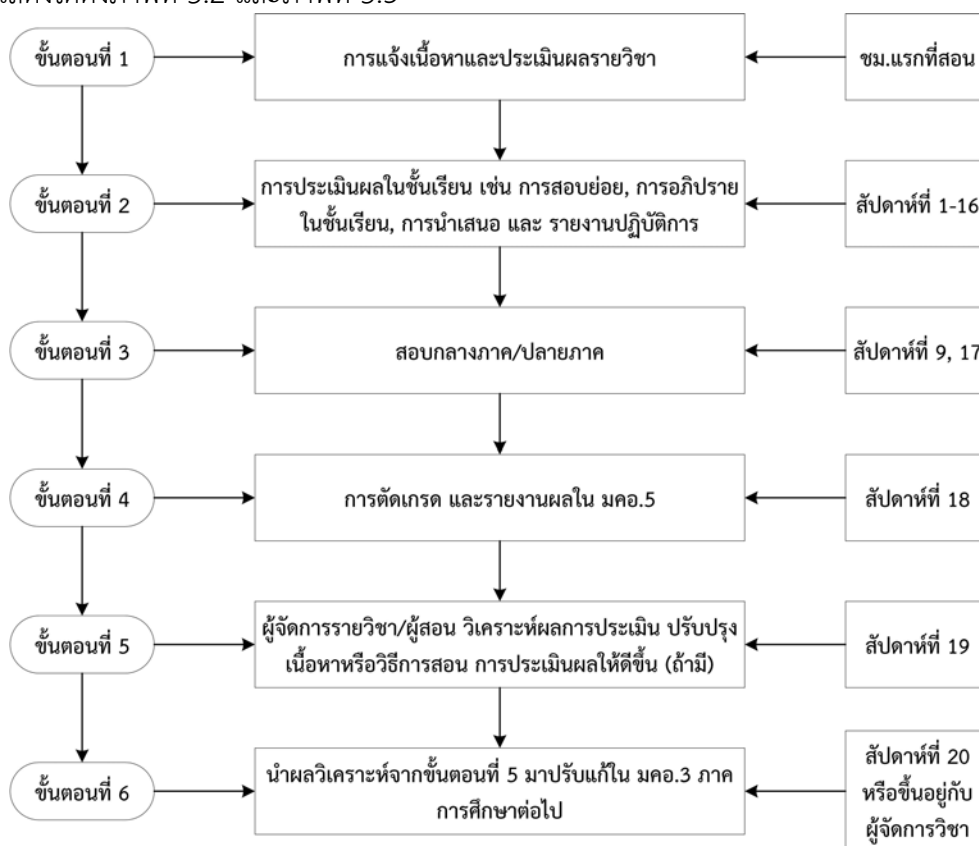 ขั้นตอนที่ 1
การแจ้งเนื้อหาและประเมินผลรายวิชา
ชม.แรกที่สอน
ขั้นตอนที่ 2
การประเมินผลในชั้นเรียน เช่น การสอบย่อย, การอภิปราย
ในชั้นเรียน, การนำเสนอ และ รายงานปฏิบัติการ
สัปดาห์ที่ 1-16
ขั้นตอนที่ 3
สอบกลางภาค/ปลายภาค
สัปดาห์ที่ 9, 17
ขั้นตอนที่ 4
การตัดเกรด และรายงานผลใน มคอ.5
สัปดาห์ที่ 18
ขั้นตอนที่ 5
ผู้จัดการรายวิชา/ผู้สอน วิเคราะห์ผลการประเมิน ปรับปรุง
เนื้อหาหรือวิธีการสอน การประเมินผลให้ดีขึ้น (ถ้ามี)
สัปดาห์ที่ 19
ขั้นตอนที่ 6
นำผลวิเคราะห์จากขั้นตอนที่ 5 มาปรับแก้ใน มคอ.3 ภาค
การศึกษาต่อไป
สัปดาห์ที่ 20
หรือขึ้นอยู่กับ
ผู้จัดการวิชา